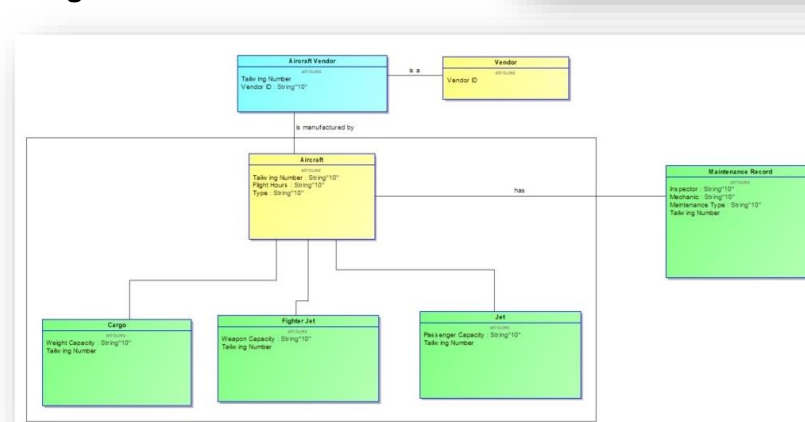 Aircraft Vendor
attributes
Tailwing Number
Vendor ID : String"10"
is a
Vendor
attributes
Vendor ID
is manufactured by
Aircraft
attributes
Tailwing Number : String"10"
Flight Hours : String"10"
Type : String"10"
has
Maintenance Record
attributes
Inspector : String"10"
Mechanic : String"10"
Maintenance Type : String"10"
Tailwing Number
Cargo
attributes
Weight Capacity : String"10"
Tailwing Number
Fighter Jet
attributes
Weapon Capacity : String"10"
Tailwing Number
Jet
attributes
Passenger Capacity : String"10"
Tailwing Number